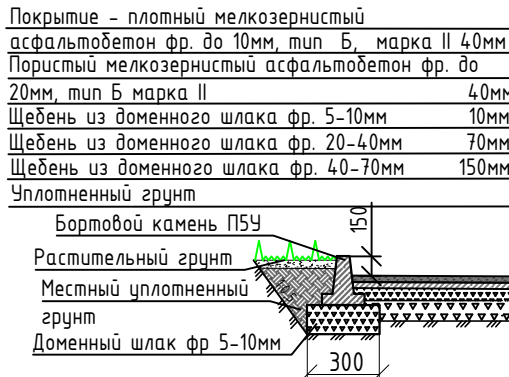 Покрытие - плотный мелкозернистый
асфальтобетон фр. до 10мм, тип Б, марка II 40мм
Пористый мелкозернистый асфальтобетон фр. до
20мм, тип Б марка II 40мм
Щебень из доменного шлака фр. 5-10мм 10мм
Щебень из доменного шлака фр. 20-40мм 70мм
Щебень из доменного шлака фр. 40-70мм 150мм
Уплотненный грунт
Бортовой камень П5У
150
Растительный грунт
Местный уплотненный
грунт
Доменный шлак фр 5-10мм
300